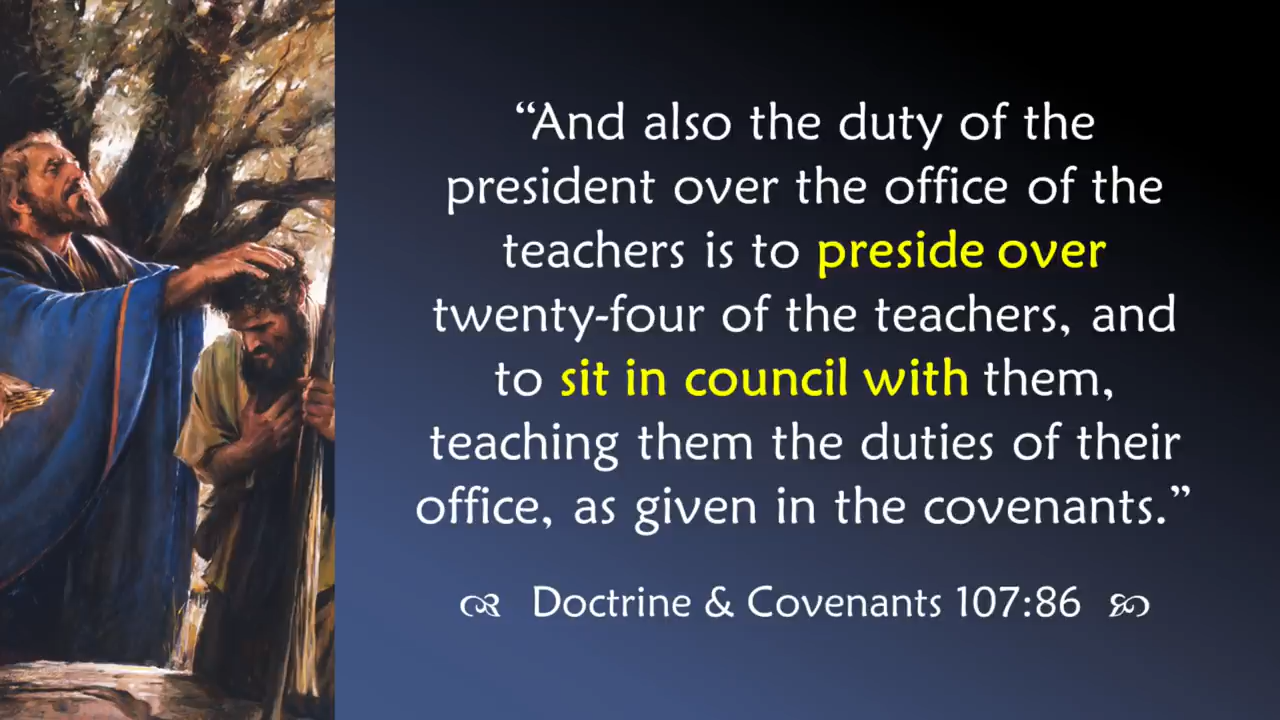 “And also the duty of the
president over the office of the
teachers is to preside over
twenty-four of the teachers, and
to sit in council with them,
teaching them the duties of their
office, as given in the covenants.”
Doctrine & Covenants 107:86